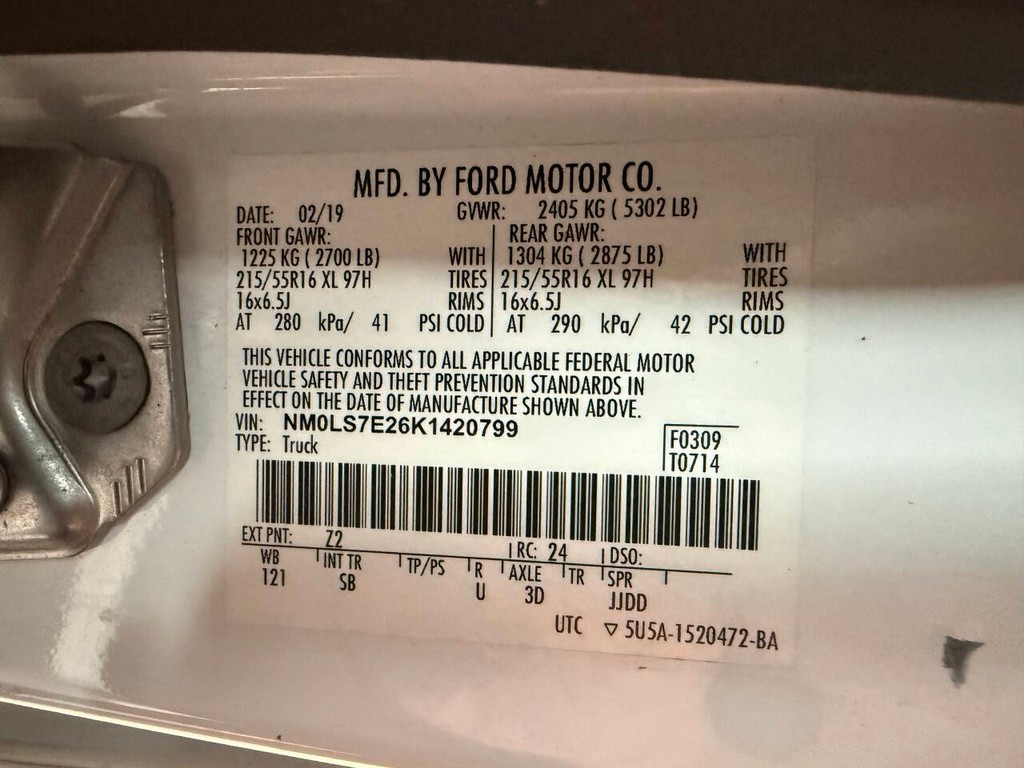 MFD. BY FORD MOTOR CO.
DATE: 02/19 GVWR: 2405 KG ( 5302 LB)
FRONT GAWR: REAR GAWR:
1225 KG ( 2700 LB) WITH 1304 KG ( 2875 LB) WITH
215/55R16 XL 97H TIRES 215/55R16 XL 97H TIRES
16x6.5J RIMS 16x6.5J RIMS
AT 280 kPa/ 41 PSI COLD AT 290 kPa/ 42 PSI COLD
THIS VEHICLE CONFORMS TO ALL APPLICABLE FEDERAL MOTOR
VEHICLE SAFETY AND THEFT PREVENTION STANDARDS IN
EFFECT ON THE DATE OF MANUFACTURE SHOWN ABOVE.
VIN: NM0LS7E26K1420799
TYPE: Truck
F0309
T0714
EXT PNT: Z2 RC: 24 DSO:
WB INT TR TP/PS R AXLE TR SPR
121 SB U 3D JJDD
UTC ▽ 5U5A-1520472-BA